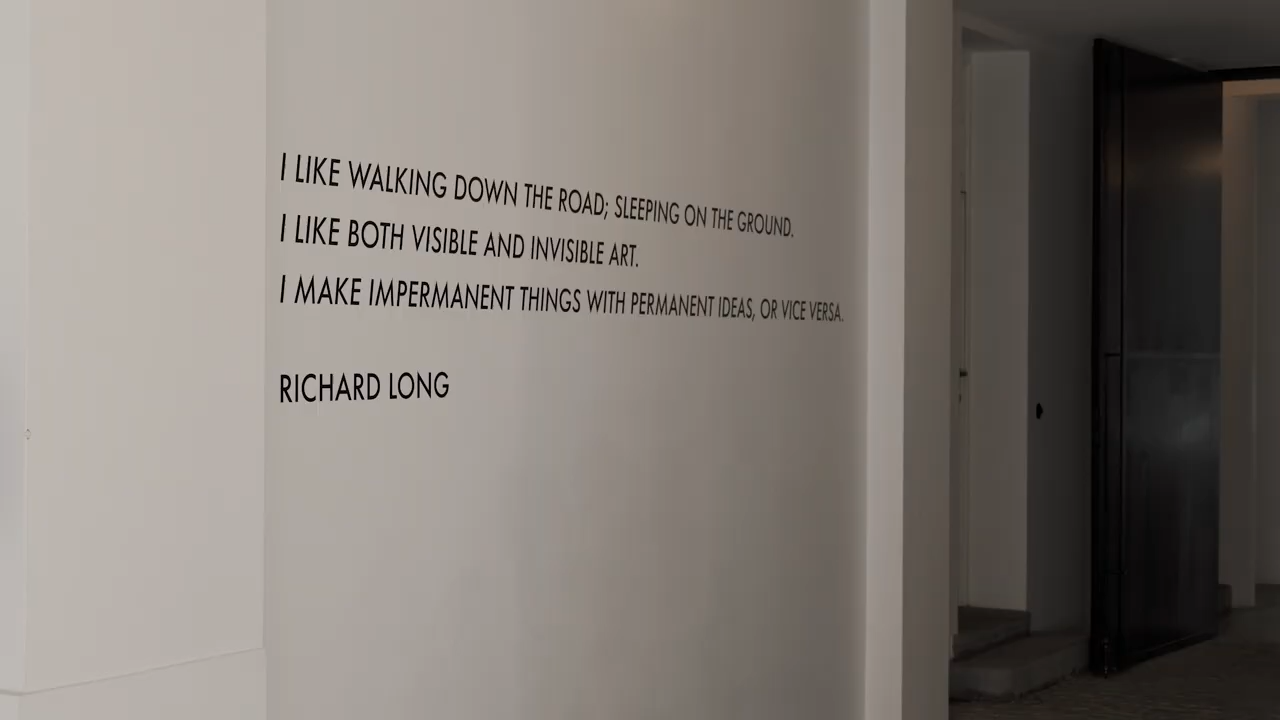 I LIKE WALKING DOWN THE ROAD; SLEEPING ON THE GROUND.
I LIKE BOTH VISIBLE AND INVISIBLE ART.
I MAKE IMPERMANENT THINGS WITH PERMANENT IDEAS, OR VICE VERSA.
RICHARD LONG